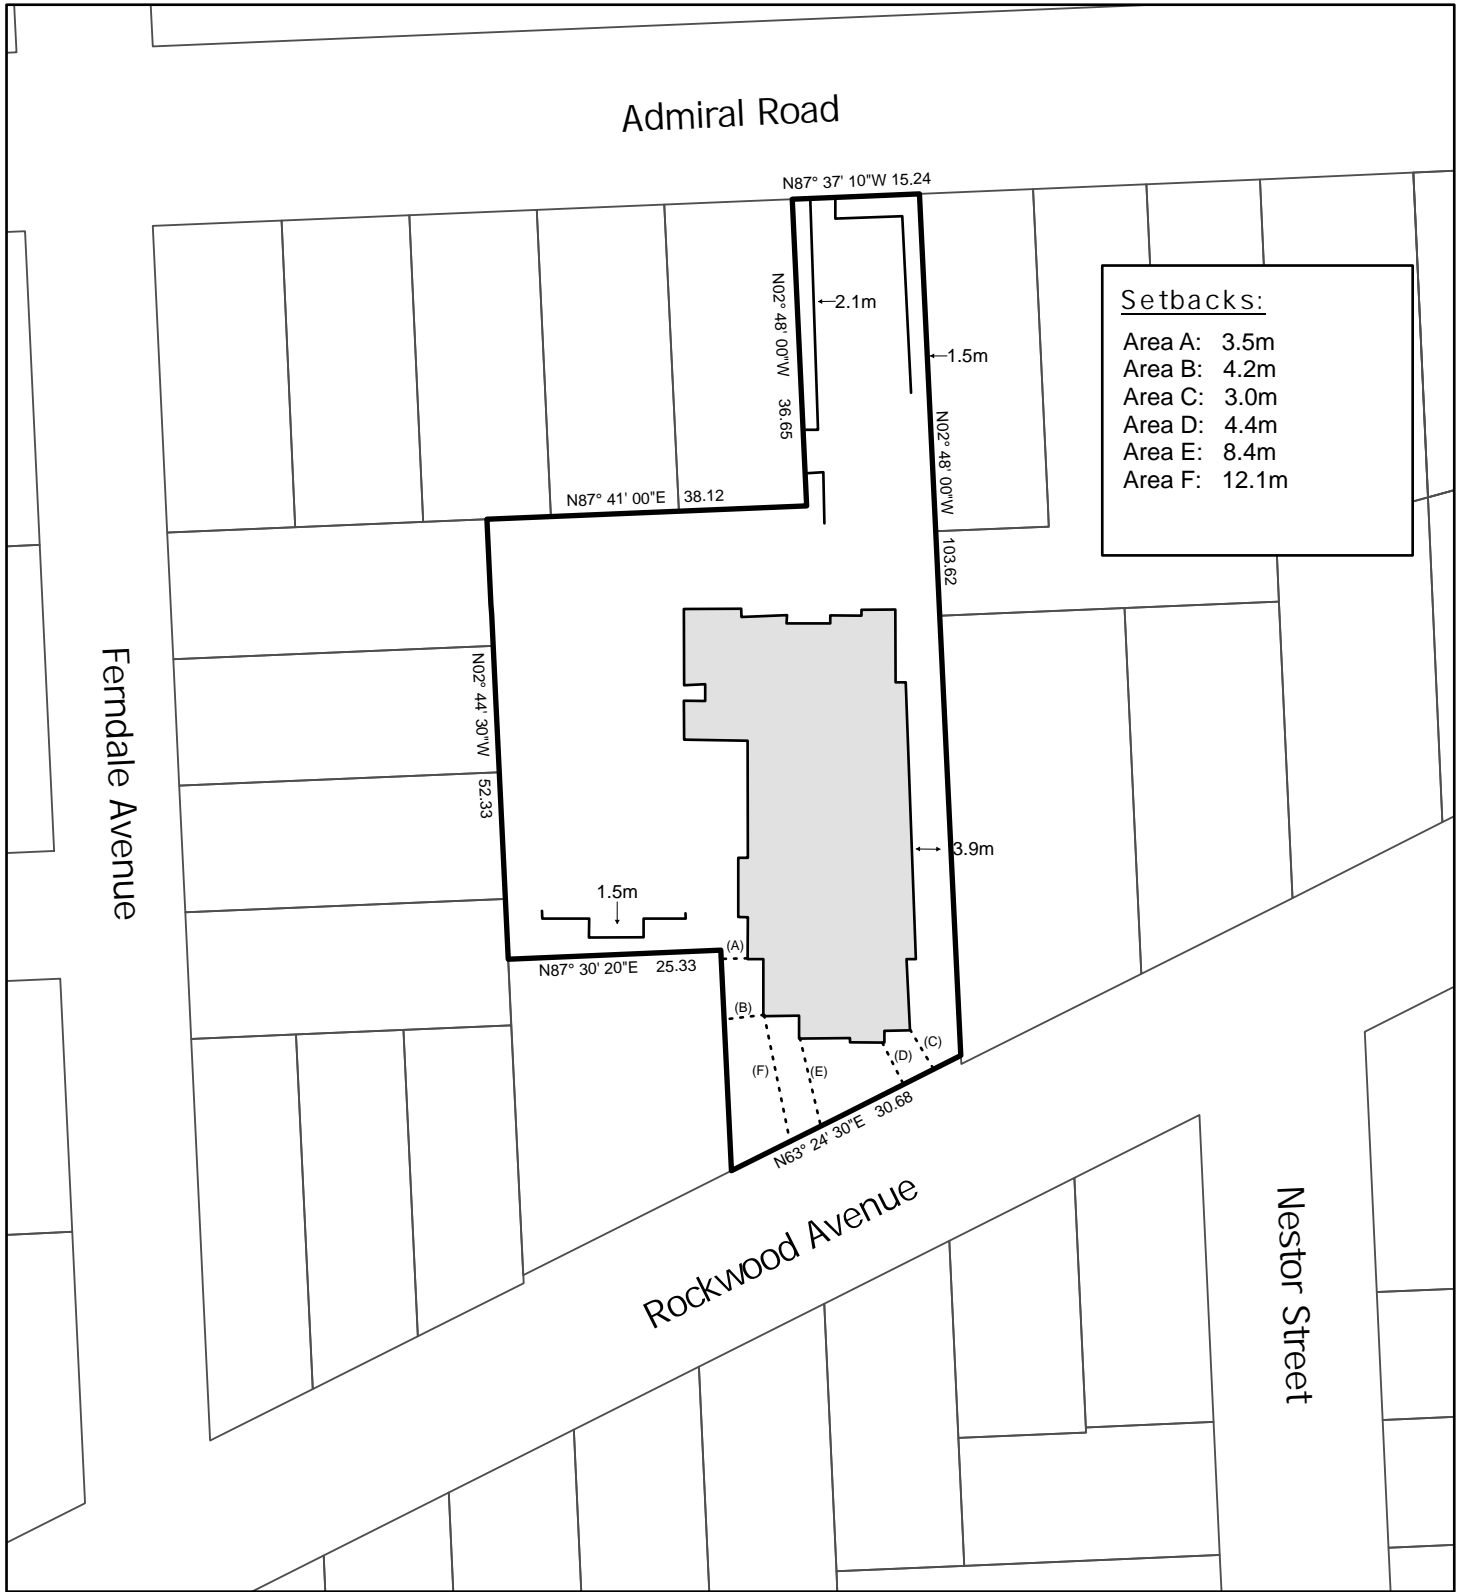 Admiral Road
N87° 37' 10"W 15.24
N02° 48' 00"W 36.65
2.1m
1.5m
N02° 48' 00"W 103.62
Setbacks:
Area A: 3.5m
Area B: 4.2m
Area C: 3.0m
Area D: 4.4m
Area E: 8.4m
Area F: 12.1m
N87° 41' 00"E 38.12
Ferndale Avenue
N02° 44' 30"W 52.33
3.9m
1.5m
(A)
N87° 30' 20"E 25.33
(B)
(C)
(D)
(E)
(F)
N63° 24' 30"E 30.68
Rockwood Avenue
Nestor Street